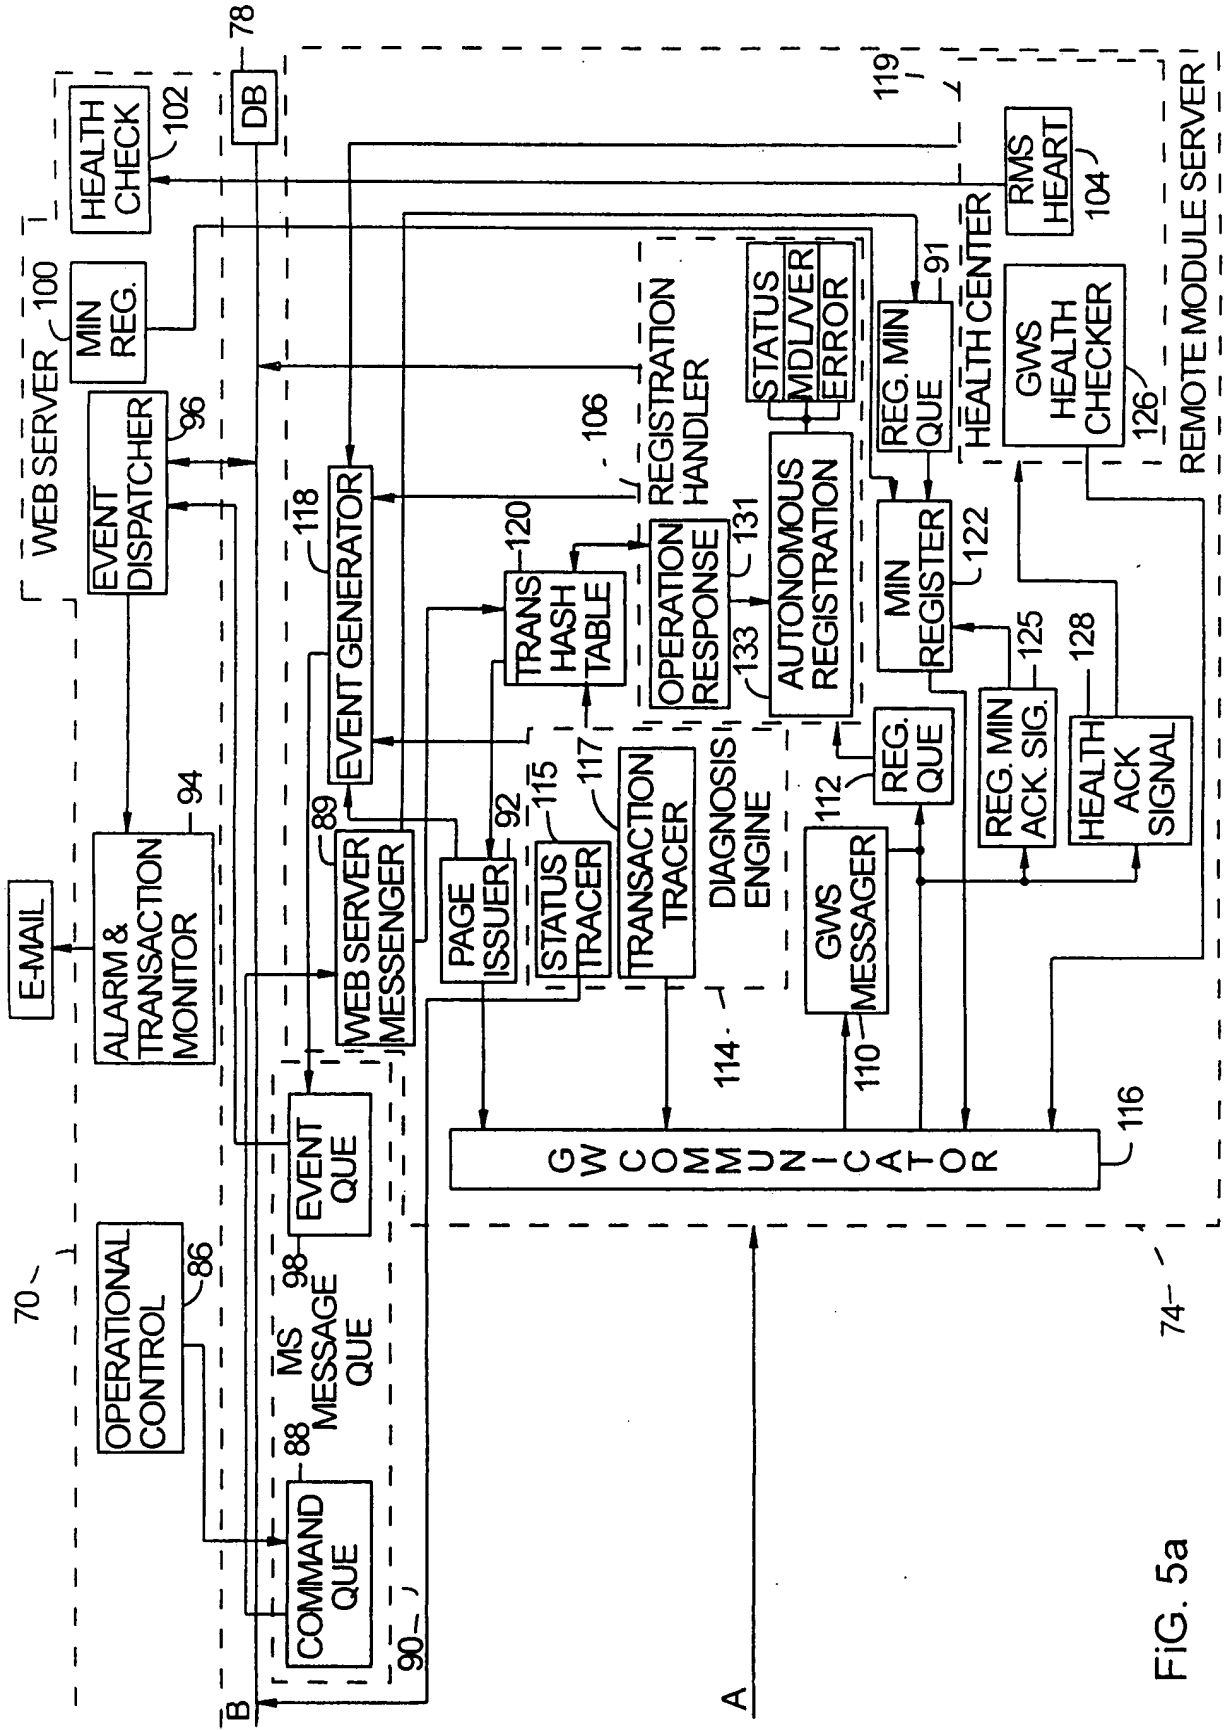 70
E-MAIL
WEB SERVER
OPERATIONAL
CONTROL
86
ALARM &
TRANSACTION
MONITOR
94
EVENT
DISPATCHER
96
MIN
REG.
100
HEALTH
CHECK
102
B
DB
78
COMMAND
QUE
88
MS
MESSAGE
QUE
EVENT
QUE
98
90
WEB SERVER
MESSENGER
89
EVENT GENERATOR
118
PAGE
ISSUER
92
TRANS
HASH
TABLE
120
STATUS
TRACER
115
TRANSACTION
TRACER
117
DIAGNOSIS
ENGINE
114
REGISTRATION
HANDLER
106
OPERATION
RESPONSE
131
AUTONOMOUS
REGISTRATION
133
STATUS
MDL/VER
ERROR
GWS
MESSAGER
110
REG.
QUE
112
MIN
REGISTER
122
REG. MIN
QUE
91
REG. MIN
ACK. SIG.
125
HEALTH
ACK
SIGNAL
128
HEALTH CENTER
119
GWS
HEALTH
CHECKER
126
RMS
HEART
104
GW COMMUNICATOR
116
A
74
REMOTE MODULE SERVER
FiG. 5a